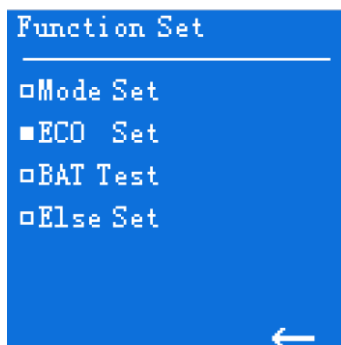 Function Set
Mode Set
ECO Set
BAT Test
Else Set